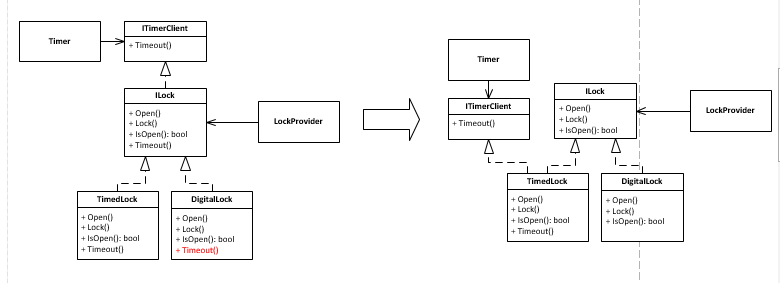 Timer
ITimerClient
+ Timeout()
ILock
+ Open()
+ Lock()
+ IsOpen(): bool
+ Timeout()
LockProvider
TimedLock
+ Open()
+ Lock()
+ IsOpen(): bool
+ Timeout()
DigitalLock
+ Open()
+ Lock()
+ IsOpen(): bool
+ Timeout()
Timer
ITimerClient
+ Timeout()
ILock
+ Open()
+ Lock()
+ IsOpen(): bool
LockProvider
TimedLock
+ Open()
+ Lock()
+ IsOpen(): bool
+ Timeout()
DigitalLock
+ Open()
+ Lock()
+ IsOpen(): bool